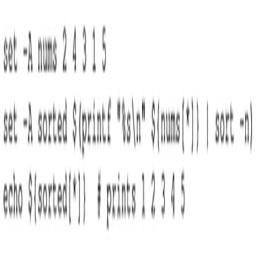 set -A nums 2 4 3 1 5
set -A sorted $(printf "%s\n" ${nums[*]} | sort -n)
echo ${sorted[*]} # prints 1 2 3 4 5